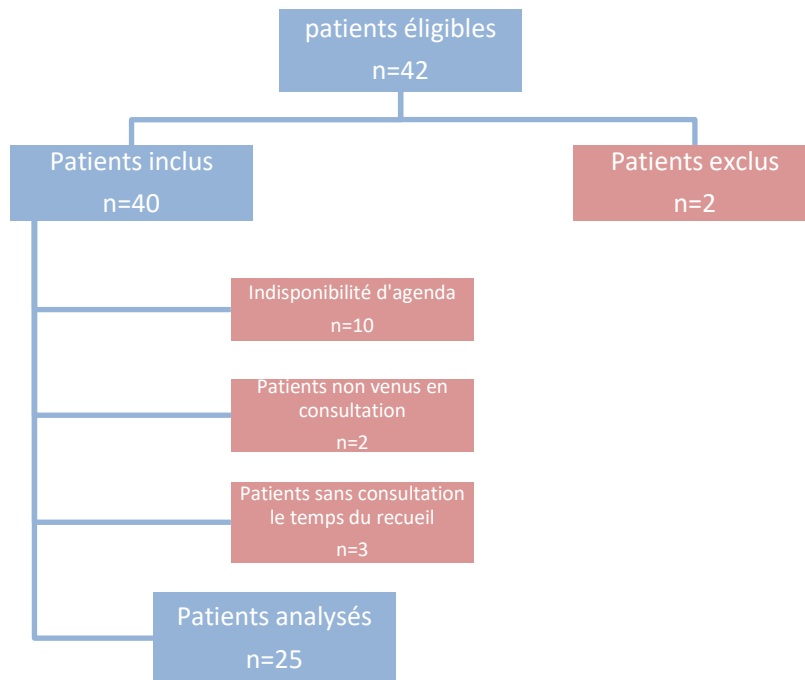 patients éligibles
n=42
Patients inclus
n=40
Patients exclus
n=2
Indisponibilité d'agenda
n=10
Patients non venus en
consultation
n=2
Patients sans consultation
le temps du recueil
n=3
Patients analysés
n=25